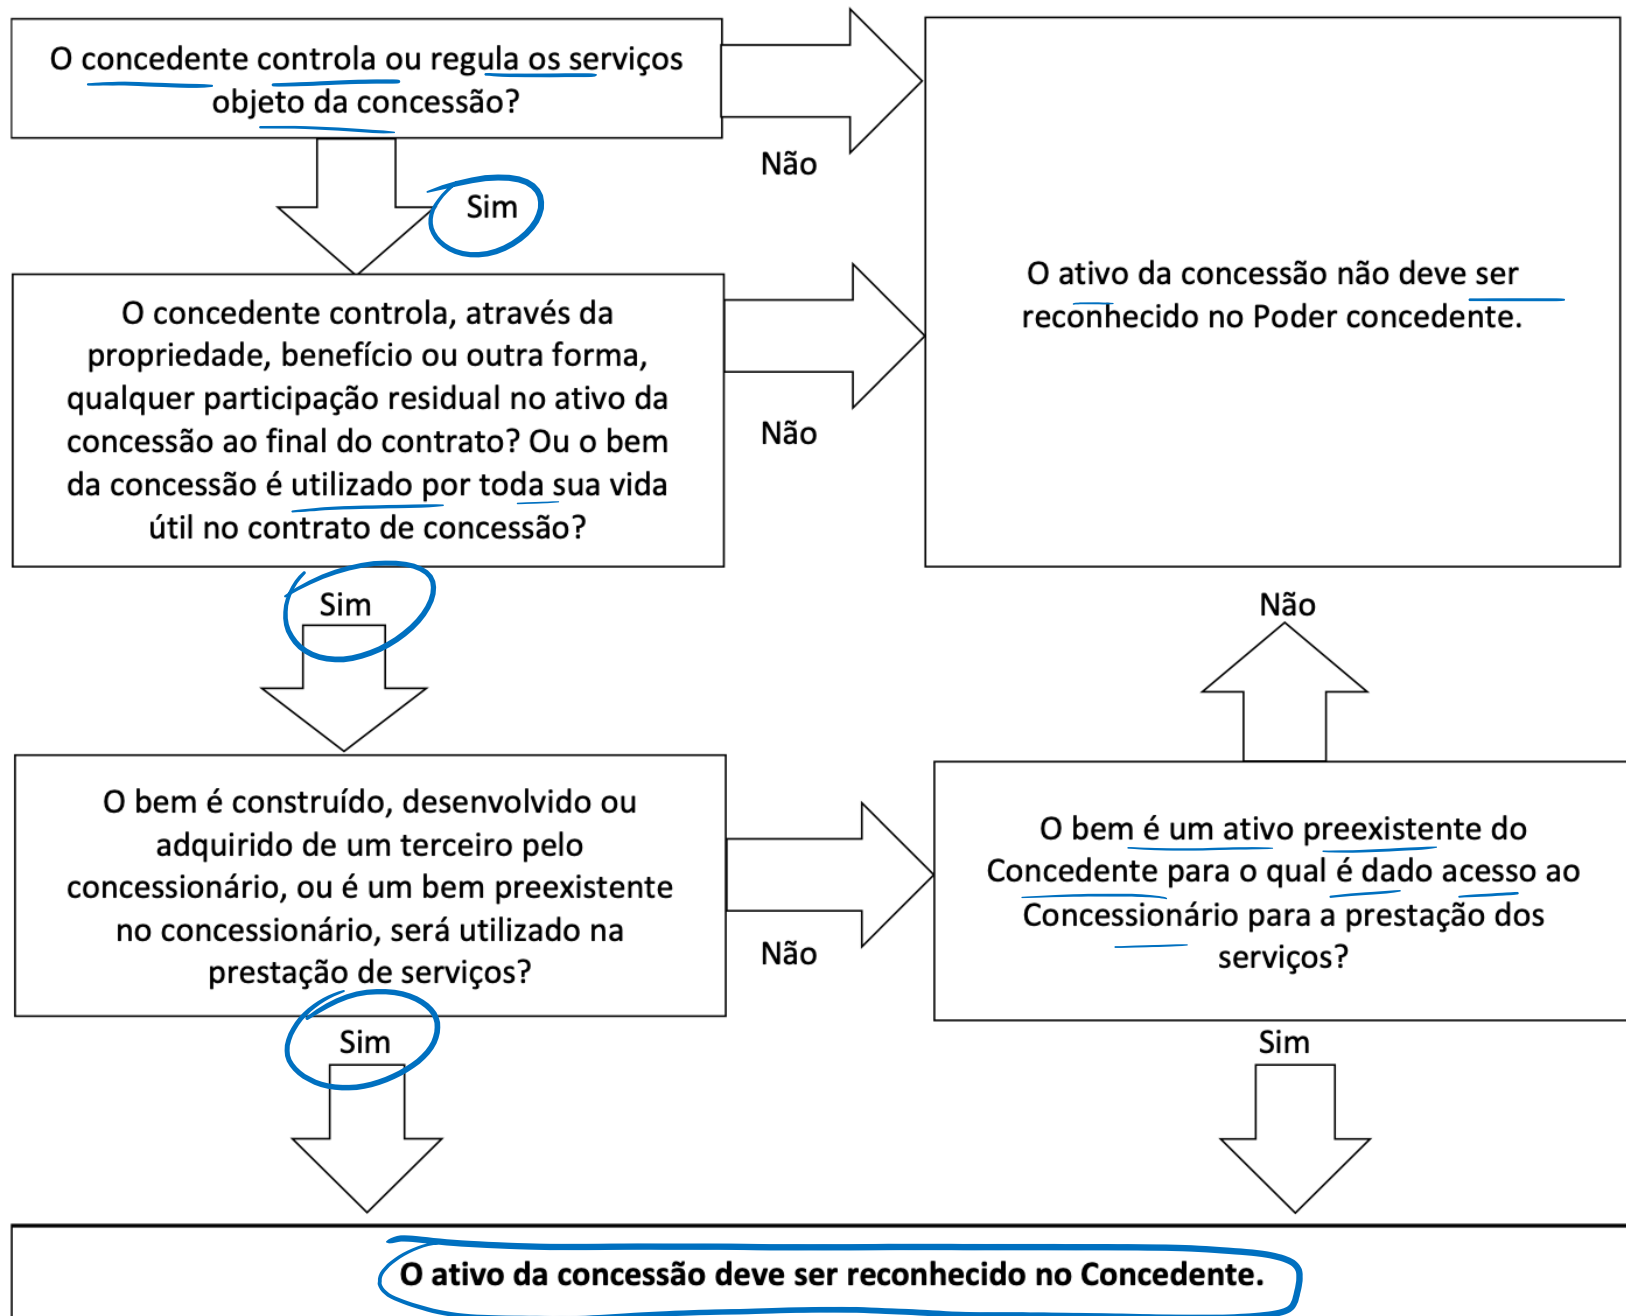 O concedente controla ou regula os serviços
objeto da concessão?
Não
Sim
O concedente controla, através da
propriedade, benefício ou outra forma,
qualquer participação residual no ativo da
concessão ao final do contrato? Ou o bem
da concessão é utilizado por toda sua vida
útil no contrato de concessão?
Não
O ativo da concessão não deve ser
reconhecido no Poder concedente.
Sim
Não
O bem é construído, desenvolvido ou
adquirido de um terceiro pelo
concessionário, ou é um bem preexistente
no concessionário, será utilizado na
prestação de serviços?
Não
O bem é um ativo preexistente do
Concedente para o qual é dado acesso ao
Concessionário para a prestação dos
serviços?
Sim
Sim
O ativo da concessão deve ser reconhecido no Concedente.